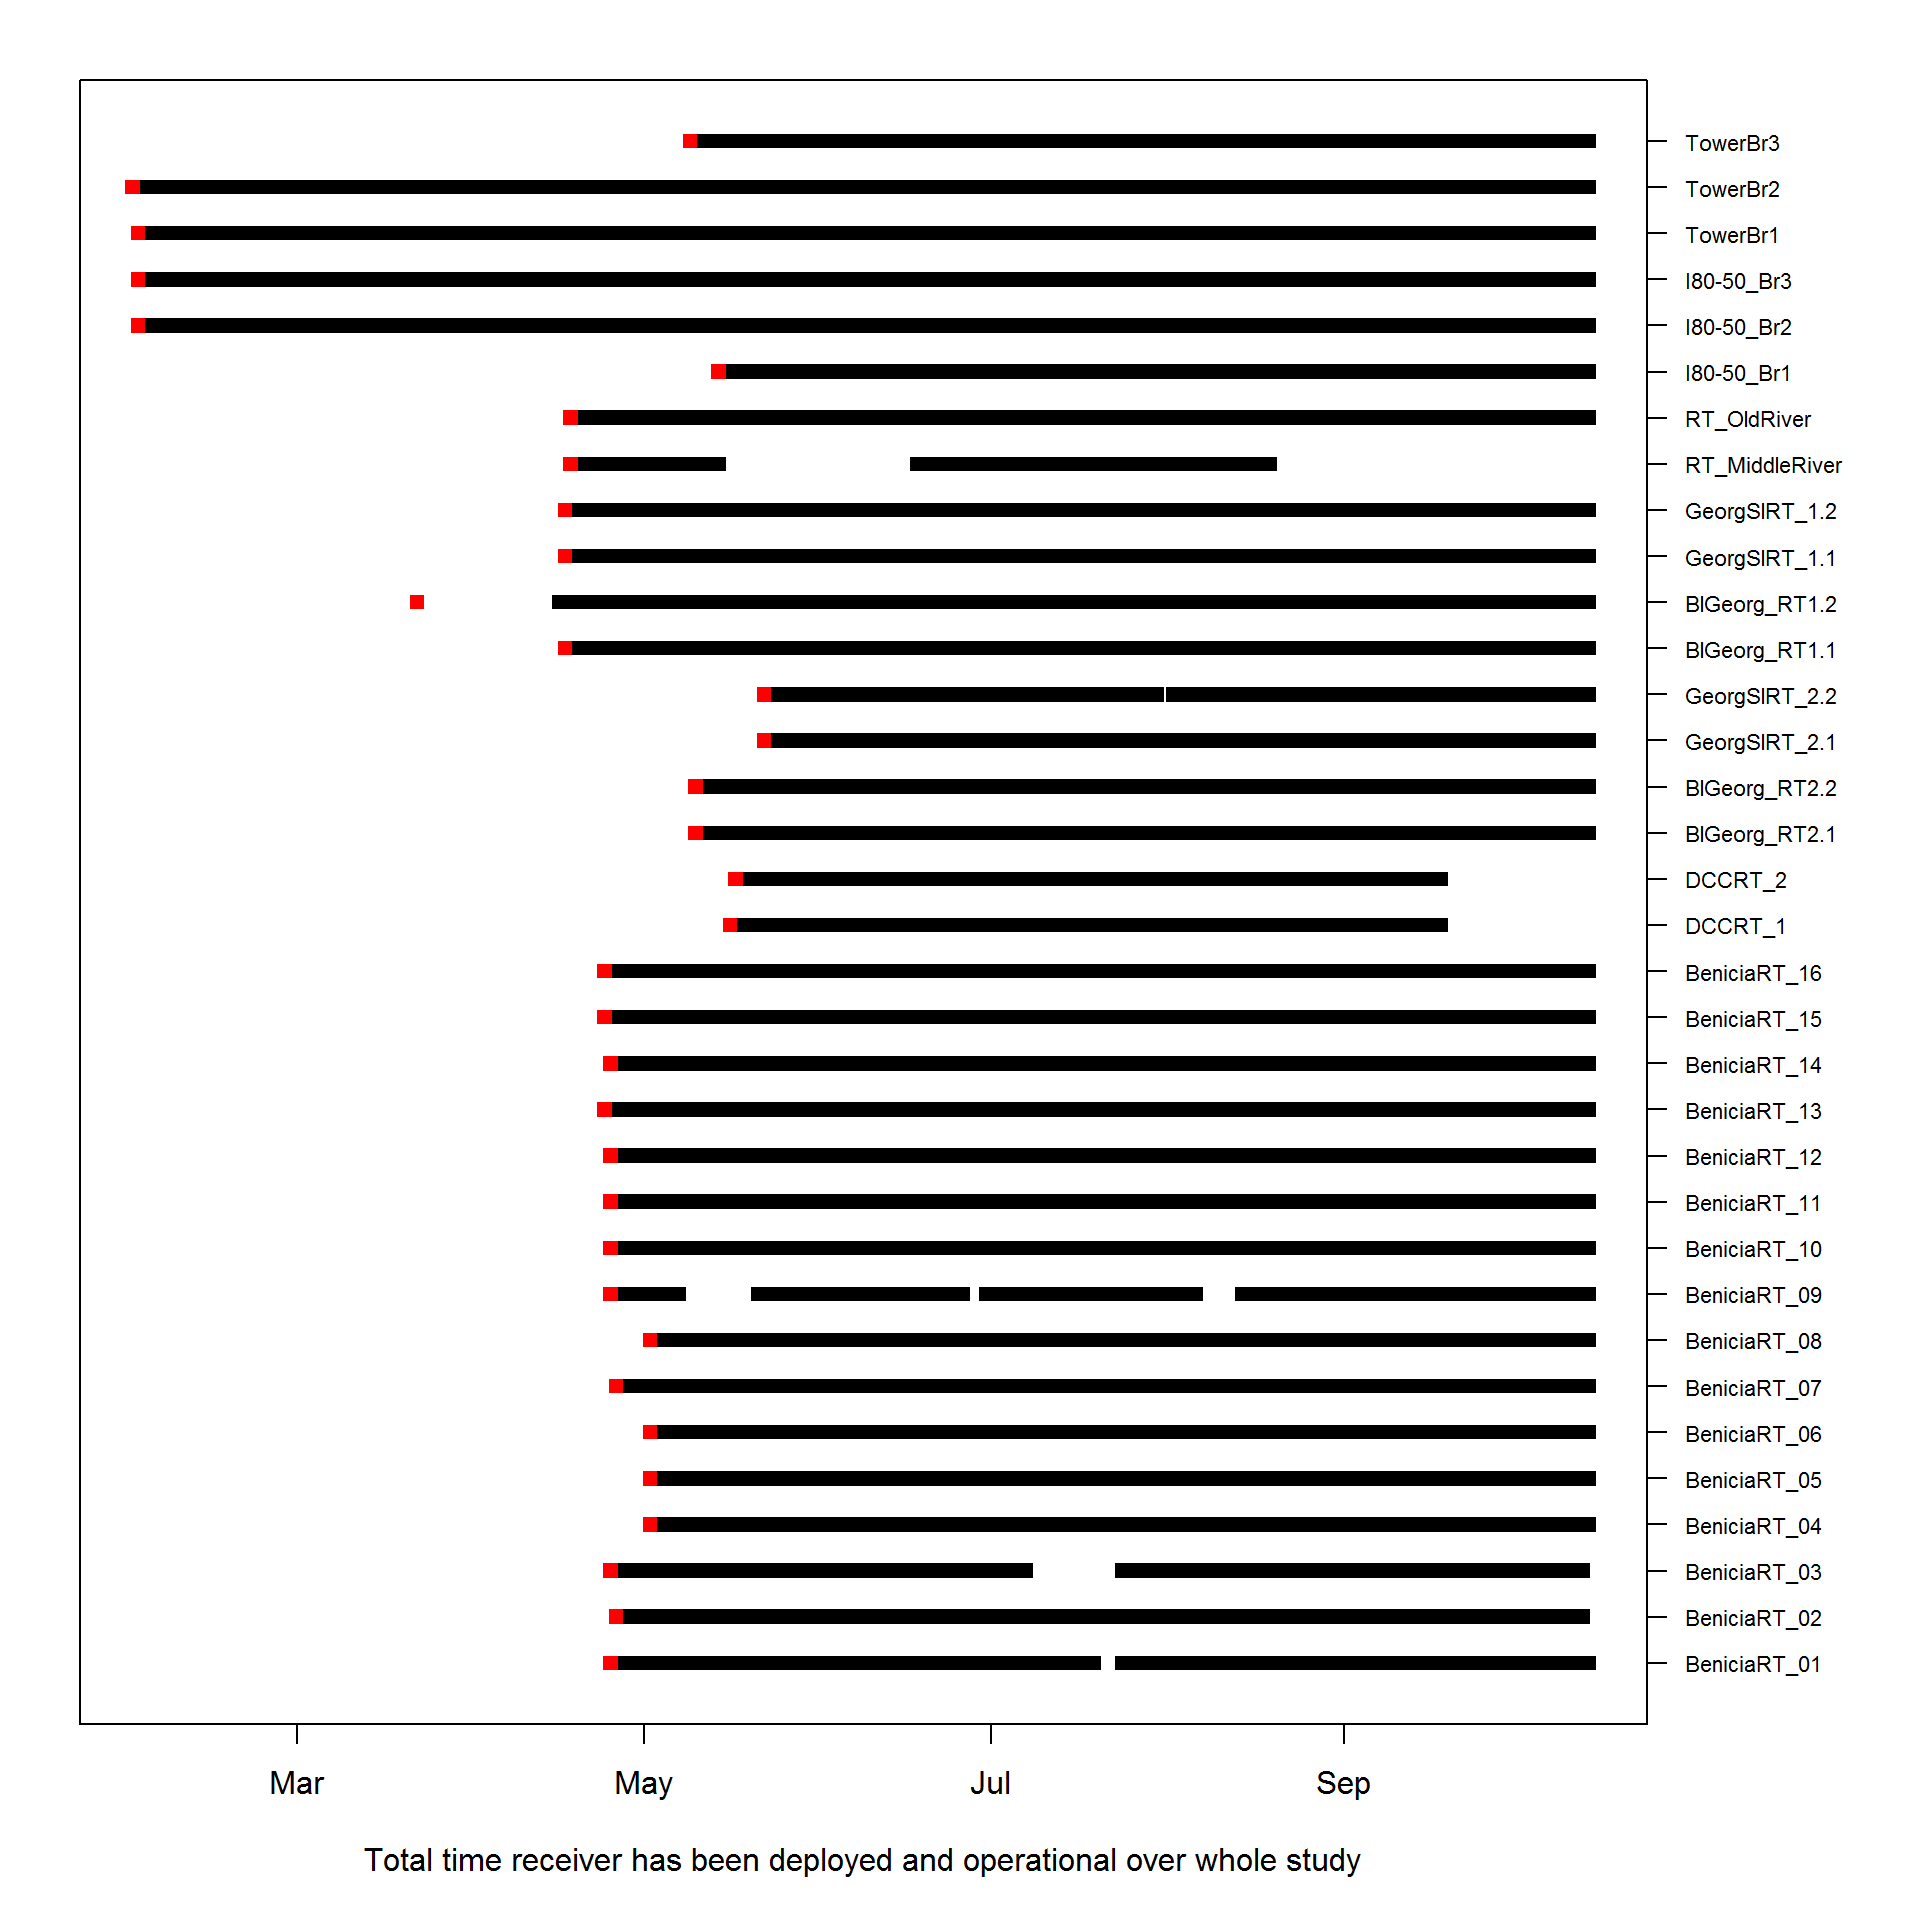 TowerBr3
TowerBr2
TowerBr1
I80-50_Br3
I80-50_Br2
I80-50_Br1
RT_OldRiver
RT_MiddleRiver
GeorgSlRT_1.2
GeorgSlRT_1.1
BlGeorg_RT1.2
BlGeorg_RT1.1
GeorgSlRT_2.2
GeorgSlRT_2.1
BlGeorg_RT2.2
BlGeorg_RT2.1
DCCRT_2
DCCRT_1
BeniciaRT_16
BeniciaRT_15
BeniciaRT_14
BeniciaRT_13
BeniciaRT_12
BeniciaRT_11
BeniciaRT_10
BeniciaRT_09
BeniciaRT_08
BeniciaRT_07
BeniciaRT_06
BeniciaRT_05
BeniciaRT_04
BeniciaRT_03
BeniciaRT_02
BeniciaRT_01
Mar May Jul Sep
Total time receiver has been deployed and operational over whole study